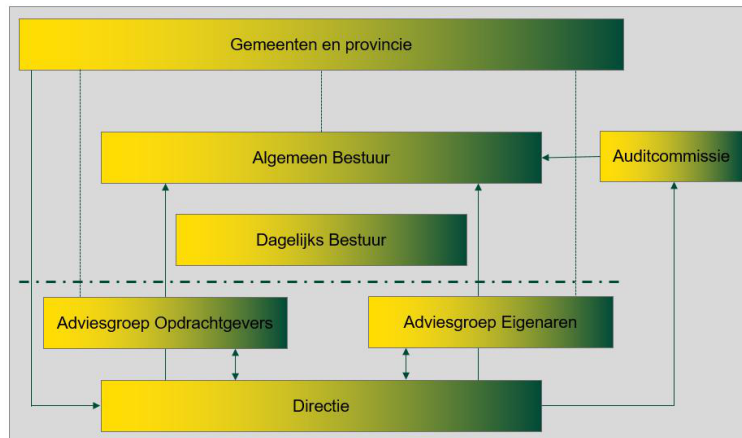 Gemeenten en provincie
Algemeen Bestuur
Auditcommissie
Dagelijks Bestuur
Adviesgroep Opdrachtgevers
Adviesgroep Eigenaren
Directie